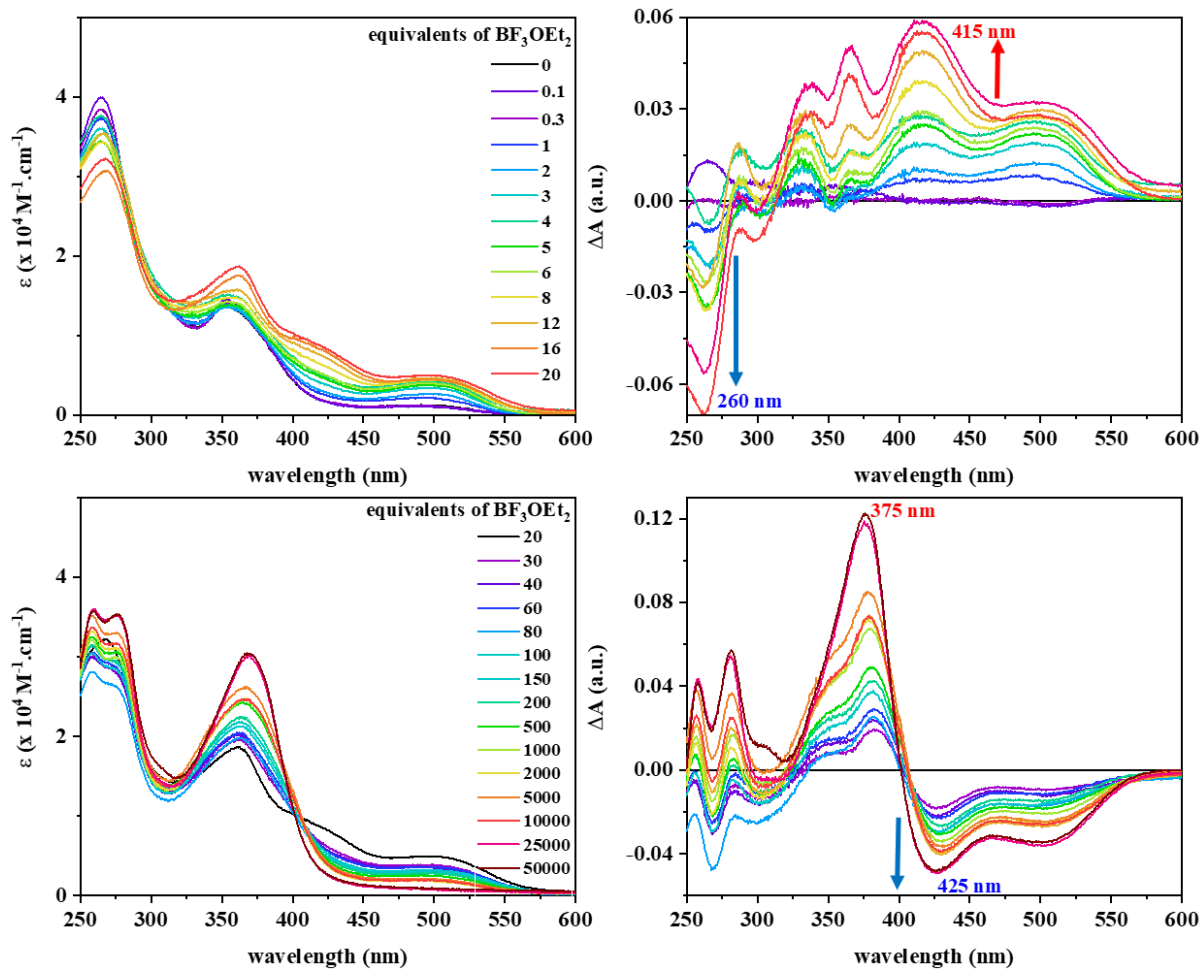 equivalents of BF3OEt2
0
0.1
0.3
1
2
3
4
5
6
8
12
16
20
4
2
0
ε (x 10⁴ M⁻¹.cm⁻¹)
250 300 350 400 450 500 550 600
wavelength (nm)
0.06
0.03
0.00
-0.03
-0.06
ΔA (a.u.)
415 nm
260 nm
250 300 350 400 450 500 550 600
wavelength (nm)
equivalents of BF3OEt2
20
30
40
60
80
100
150
200
500
1000
2000
5000
10000
25000
50000
4
2
0
ε (x 10⁴ M⁻¹.cm⁻¹)
250 300 350 400 450 500 550 600
wavelength (nm)
0.12
0.08
0.04
0.00
-0.04
ΔA (a.u.)
375 nm
425 nm
250 300 350 400 450 500 550 600
wavelength (nm)